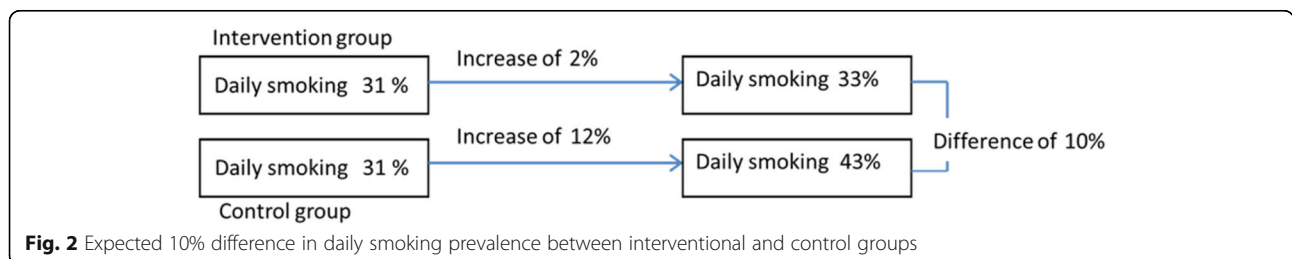 Intervention group
Daily smoking 31 %
Increase of 2%
Daily smoking 33%
Daily smoking 31 %
Increase of 12%
Daily smoking 43%
Difference of 10%
Control group
Fig. 2 Expected 10% difference in daily smoking prevalence between interventional and control groups